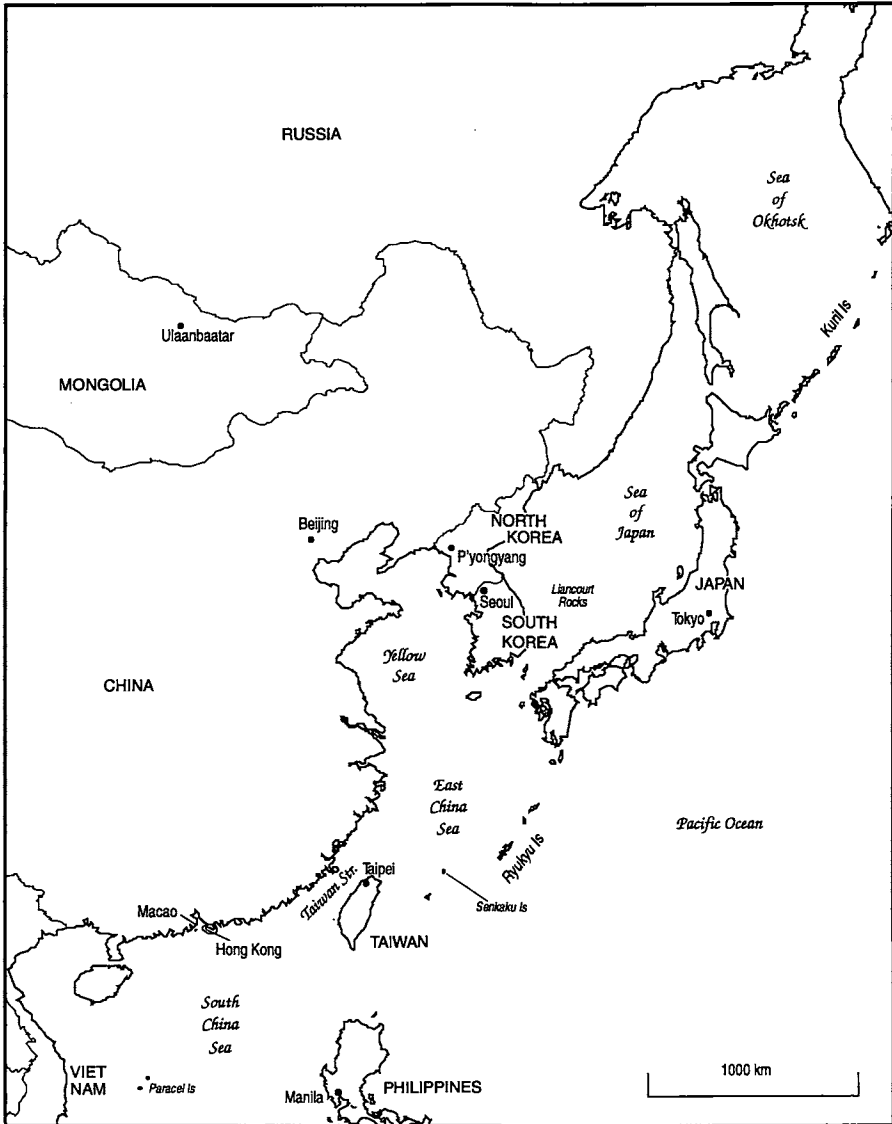 RUSSIA
Sea
of
Okhotsk
Kuril Is
Ulaanbaatar
MONGOLIA
Beijing
NORTH
KOREA
P'yongyang
Sea
of
Japan
Liancourt
Rocks
JAPAN
Seoul
Tokyo
SOUTH
KOREA
Yellow
Sea
CHINA
East
China
Sea
Pacific Ocean
Ryukyu Is
Taipei
Taiwan Str.
Senkaku Is
Macao
Hong Kong
TAIWAN
South
China
Sea
VIET
NAM
Paracel Is
Manila
PHILIPPINES
1000 km